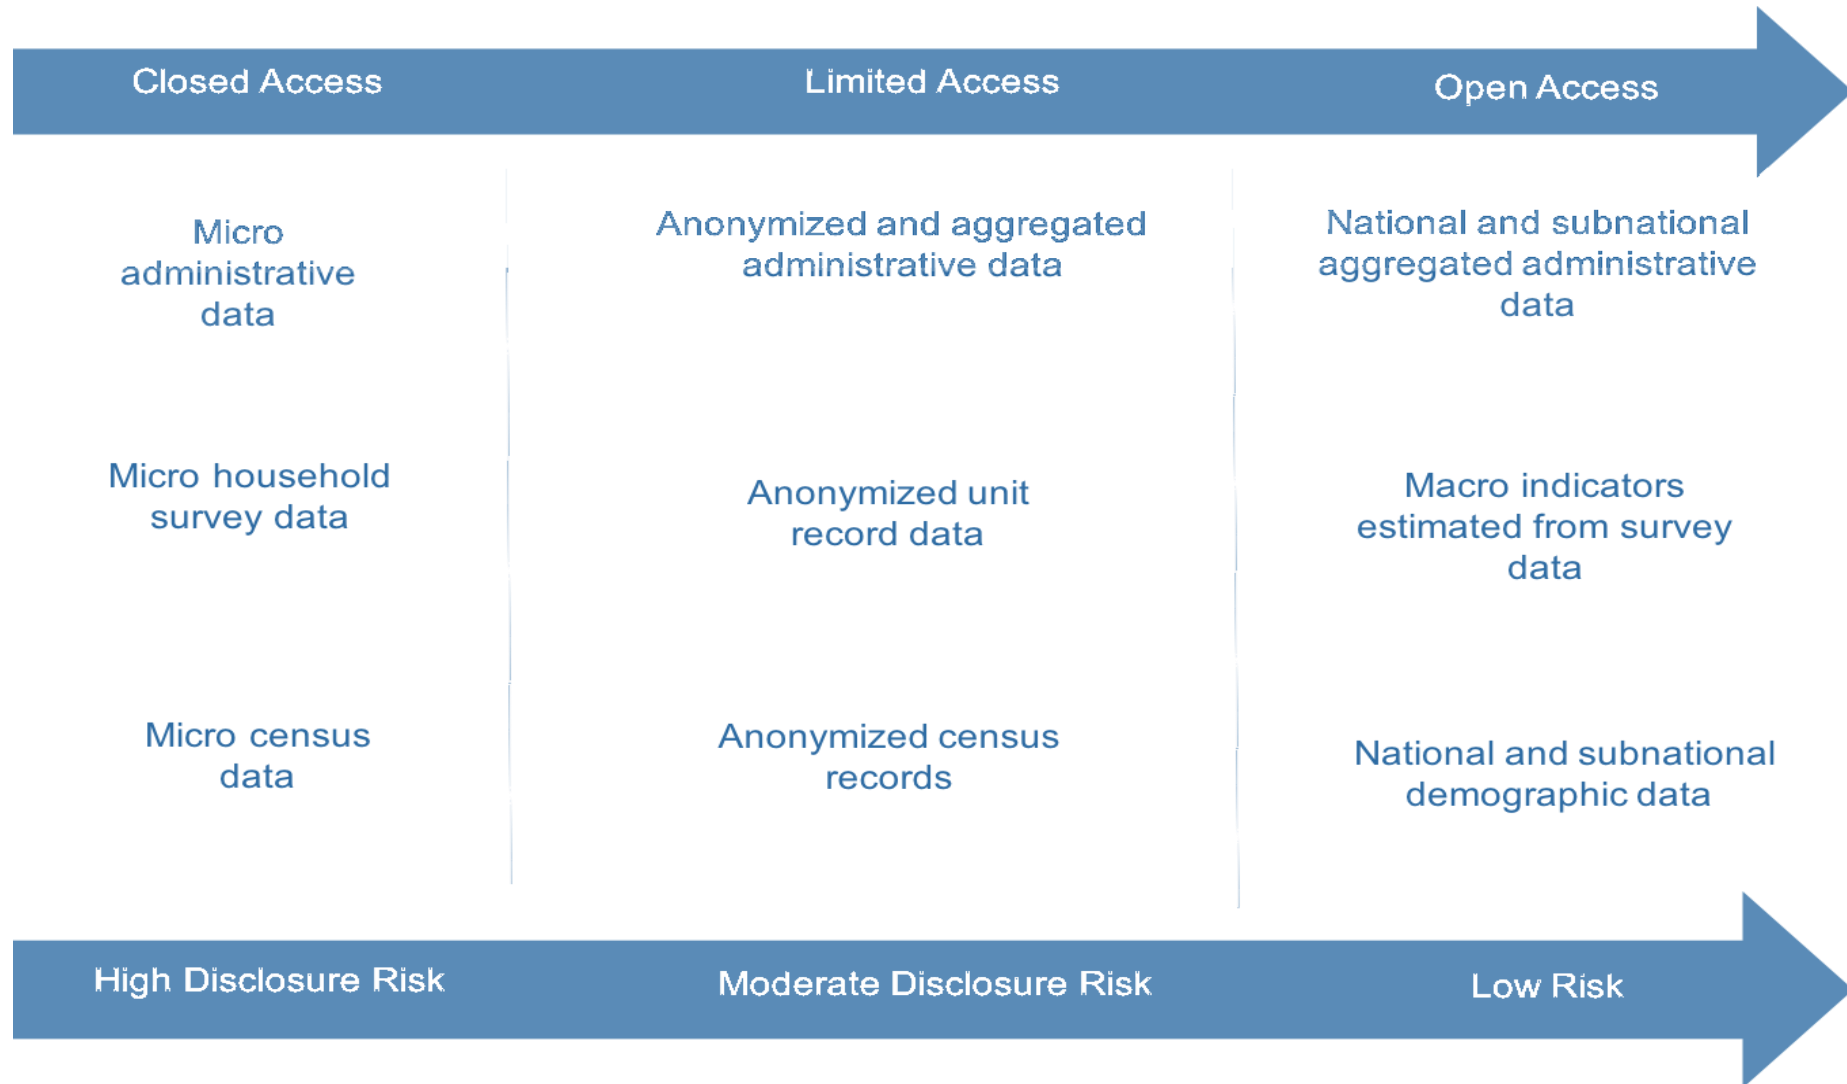 Closed Access
Limited Access
Open Access
Micro
administrative
data
Anonymized and aggregated
administrative data
National and subnational
aggregated administrative
data
Micro household
survey data
Anonymized unit
record data
Macro indicators
estimated from survey
data
Micro census
data
Anonymized census
records
National and subnational
demographic data
High Disclosure Risk
Moderate Disclosure Risk
Low Risk